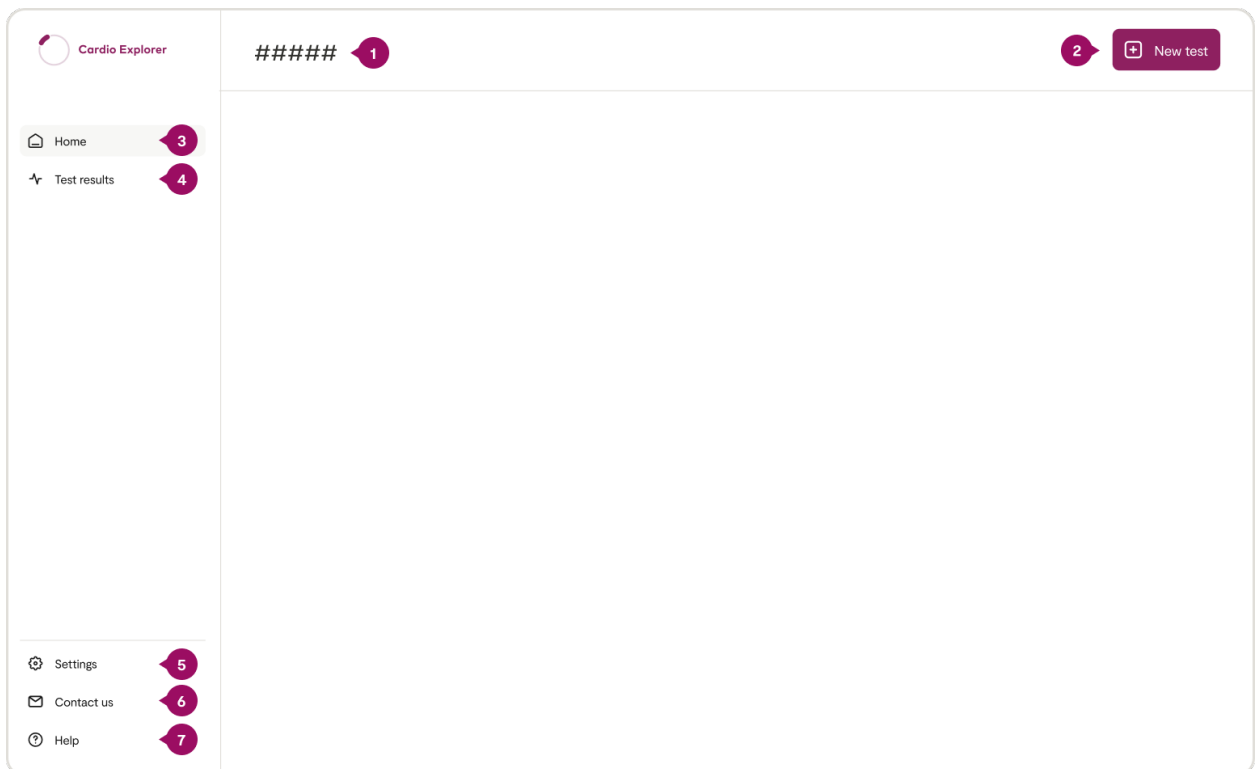 Cardio Explorer
##### 1
2 New test
Home 3
Test results 4
Settings 5
Contact us 6
Help 7